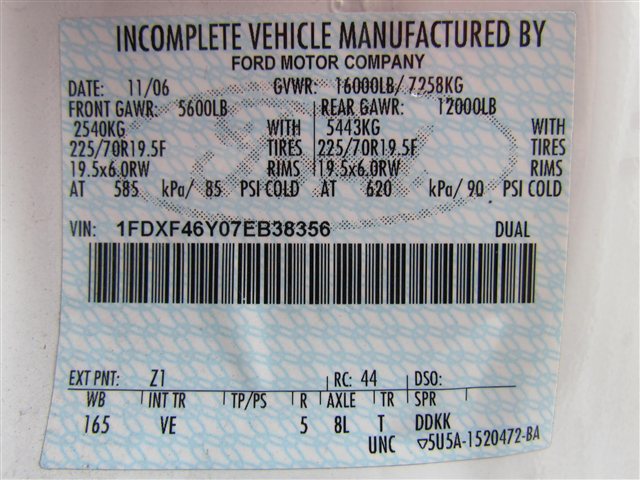 INCOMPLETE VEHICLE MANUFACTURED BY
FORD MOTOR COMPANY
DATE: 11/06 GVWR: 16000LB/ 7258KG
FRONT GAWR: 5600LB REAR GAWR: 12000LB
2540KG WITH 5443KG WITH
225/70R19.5F TIRES 225/70R19.5F TIRES
19.5x6.0RW RIMS 19.5x6.0RW RIMS
AT 585 kPa/ 85 PSI COLD AT 620 kPa/ 90 PSI COLD
VIN: 1FDXF46Y07EB38356 DUAL
EXT PNT: Z1 RC: 44 DSO:
WB INT TR TP/PS R AXLE TR SPR
165 VE 5 8L T DDKK
UNC ▽5U5A-1520472-BA